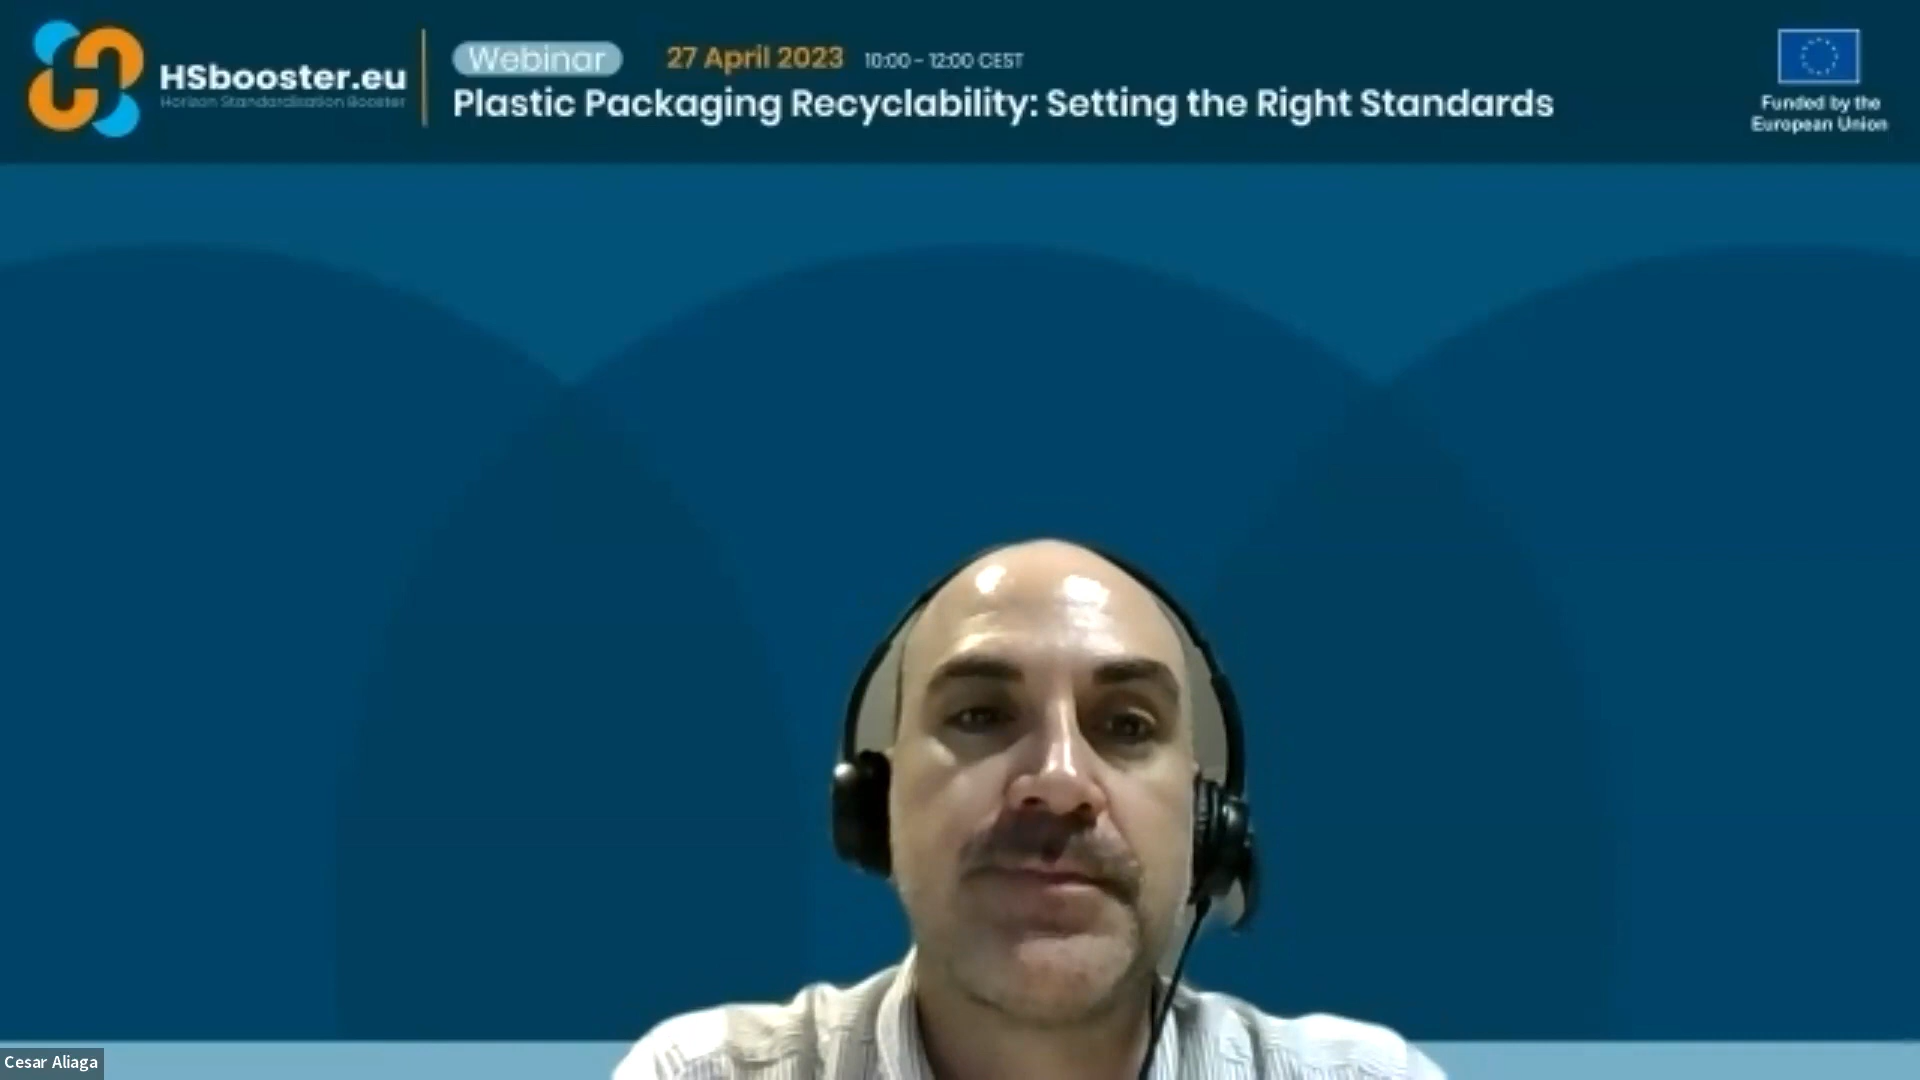 HSbooster.eu
Horizon Standardisation Booster
Webinar 27 April 2023 10:00 - 12:00 CEST
Plastic Packaging Recyclability: Setting the Right Standards
Funded by the
European Union
Cesar Aliaga